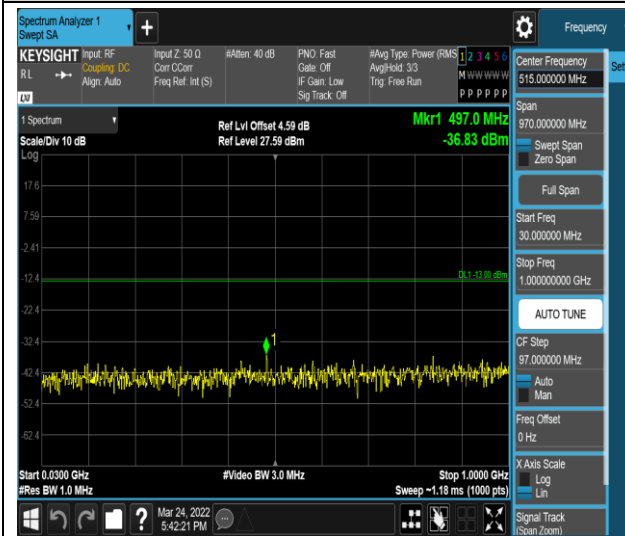 Spectrum Analyzer 1
Swept SA
Frequency
KEYSIGHT
RL
LXI
Input: RF
Coupling: DC
Align: Auto
Input Z: 50 Ω
Corr CCorr
Freq Ref: Int (S)
#Atten: 40 dB
PNO: Fast
Gate: Off
IF Gain: Low
Sig Track: Off
#Avg Type: Power (RMS
Avg|Hold: 3/3
Trig: Free Run
1 2 3 4 5 6
M W W W W W
P P P P P P
1 Spectrum
Scale/Div 10 dB
Log
Ref Lvl Offset 4.59 dB
Ref Level 27.59 dBm
Mkr1 497.0 MHz
-36.83 dBm
17.6
7.59
-2.41
-12.4
-22.4
-32.4
-42.4
-52.4
-62.4
DL1 -13.00 dBm
1
Start 0.0300 GHz
#Res BW 1.0 MHz
#Video BW 3.0 MHz
Stop 1.0000 GHz
Sweep ~1.18 ms (1000 pts)
Mar 24, 2022
5:42:21 PM
?
Center Frequency
515.000000 MHz
Set
Span
970.000000 MHz
Swept Span
Zero Span
Full Span
Start Freq
30.000000 MHz
Stop Freq
1.000000000 GHz
AUTO TUNE
CF Step
97.000000 MHz
Auto
Man
Freq Offset
0 Hz
X Axis Scale
Log
Lin
Signal Track
(Span Zoom)